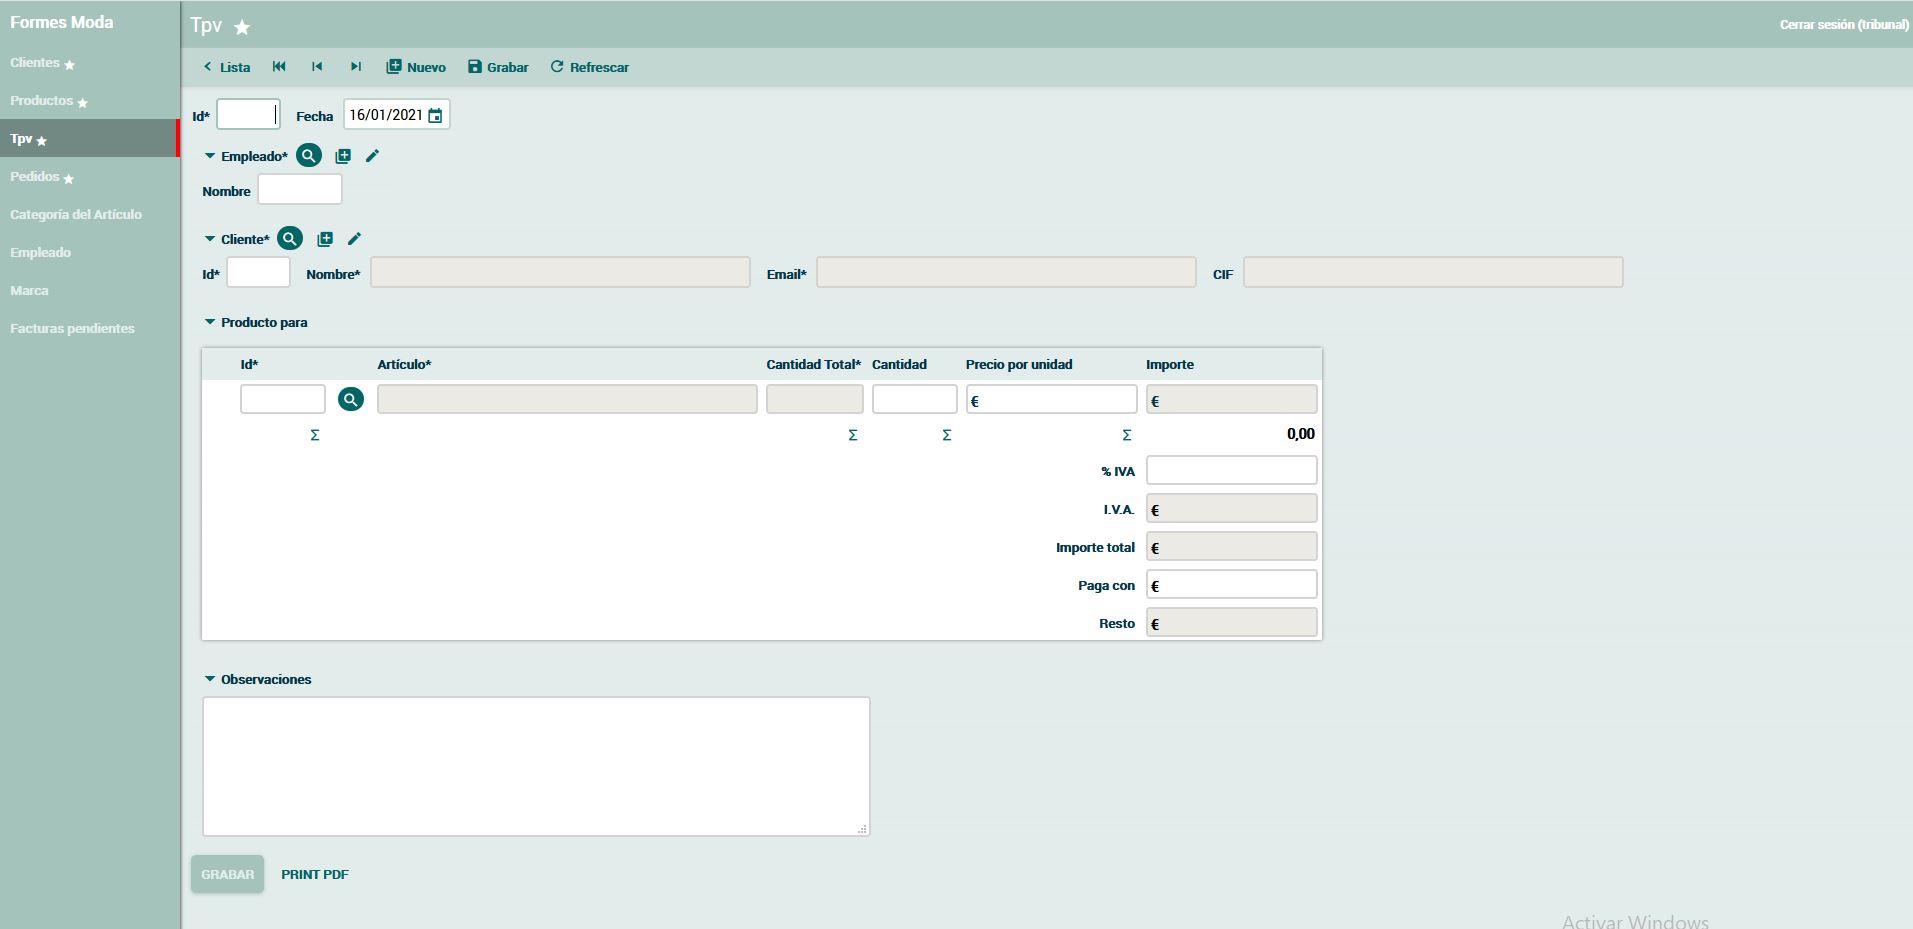 Formes Moda
Clientes
Productos
Tpv
Pedidos
Categoría del Artículo
Empleado
Marca
Facturas pendientes
Tpv
Cerrar sesión (tribunal)
Lista Nuevo Grabar Refrescar
Id* Fecha 16/01/2021
Empleado*
Nombre
Cliente*
Id* Nombre* Email* CIF
Producto para
Id* Artículo* Cantidad Total* Cantidad Precio por unidad Importe
€ €
Σ Σ Σ Σ 0,00
% IVA
I.V.A. €
Importe total €
Paga con €
Resto €
Observaciones
GRABAR PRINT PDF
Activar Windows